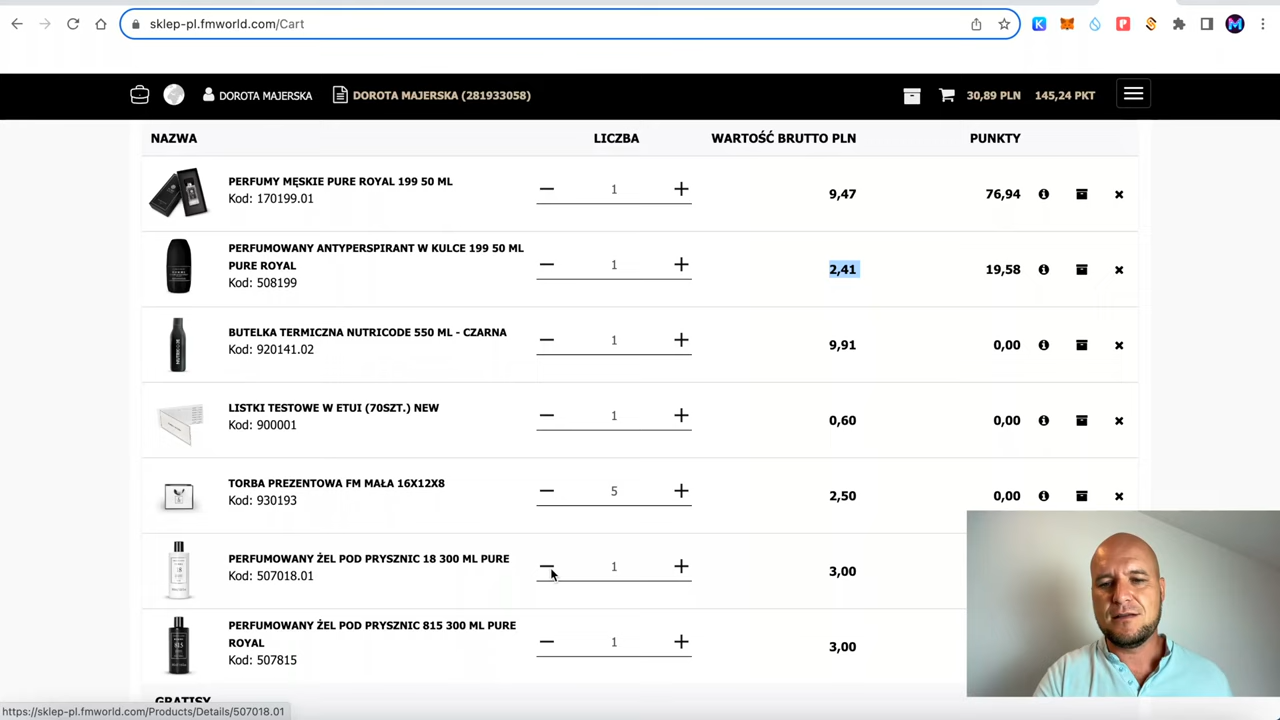 sklep-pl.fmworld.com/Cart
DOROTA MAJERSKA
DOROTA MAJERSKA (281933058)
30,89 PLN
145,24 PKT
NAZWA
LICZBA
WARTOŚĆ BRUTTO PLN
PUNKTY
PERFUMY MĘSKIE PURE ROYAL 199 50 ML
Kod: 170199.01
1
9,47
76,94
PERFUMOWANY ANTYPERSPIRANT W KULCE 199 50 ML
PURE ROYAL
Kod: 508199
1
2,41
19,58
BUTELKA TERMICZNA NUTRICODE 550 ML - CZARNA
Kod: 920141.02
1
9,91
0,00
LISTKI TESTOWE W ETUI (70SZT.) NEW
Kod: 900001
1
0,60
0,00
TORBA PREZENTOWA FM MAŁA 16X12X8
Kod: 930193
5
2,50
0,00
PERFUMOWANY ŻEL POD PRYSZNIC 18 300 ML PURE
Kod: 507018.01
1
3,00
PERFUMOWANY ŻEL POD PRYSZNIC 815 300 ML PURE
ROYAL
Kod: 507815
1
3,00
GRATISY
https://sklep-pl.fmworld.com/Products/Details/507018.01